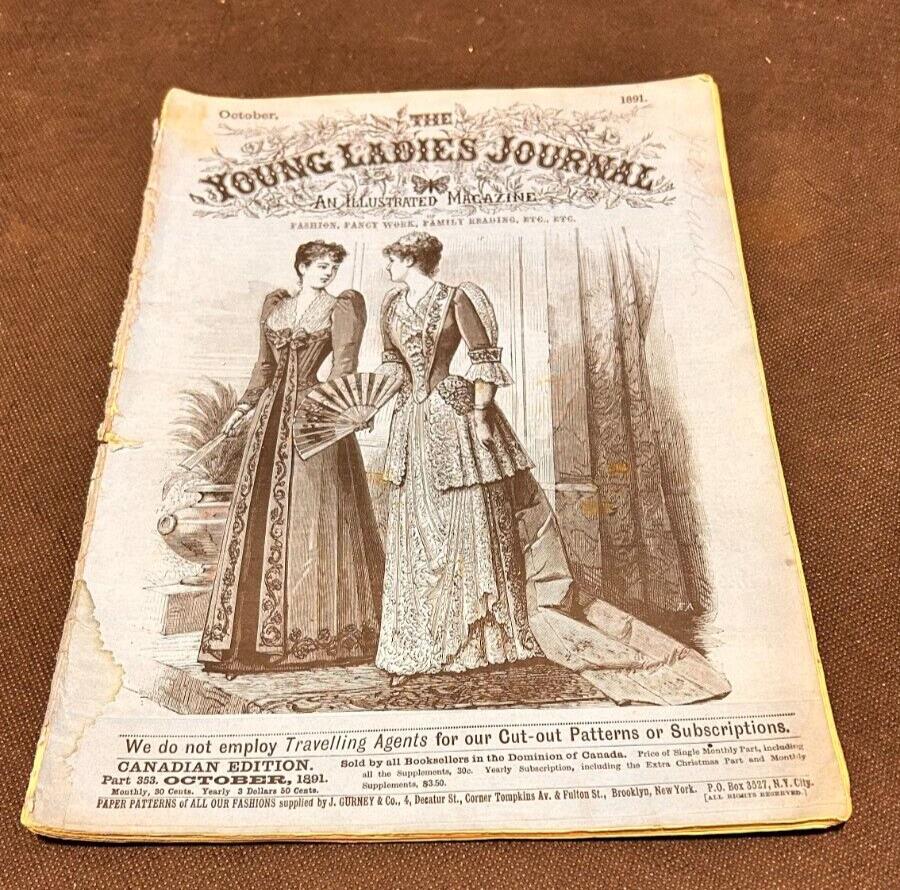 October, 1891.
THE
YOUNG LADIES JOURNAL
AN ILLUSTRATED MAGAZINE
OF
FASHION, FANCY WORK, FAMILY READING, ETC., ETC.
We do not employ Travelling Agents for our Cut-out Patterns or Subscriptions.
CANADIAN EDITION.
Part 353. OCTOBER, 1891.
Monthly, 30 Cents. Yearly 3 Dollars 50 Cents.
Sold by all Booksellers in the Dominion of Canada. Price of Single Monthly Part, including
all the Supplements, 30c. Yearly Subscription, including the Extra Christmas Part and Monthly
Supplements, $3.50.
PAPER PATTERNS of ALL OUR FASHIONS supplied by J. GURNEY & Co., 4, Decatur St., Corner Tompkins Av. & Fulton St., Brooklyn, New York. P.O. Box 3527, N.Y. City.
[ALL RIGHTS RESERVED.]